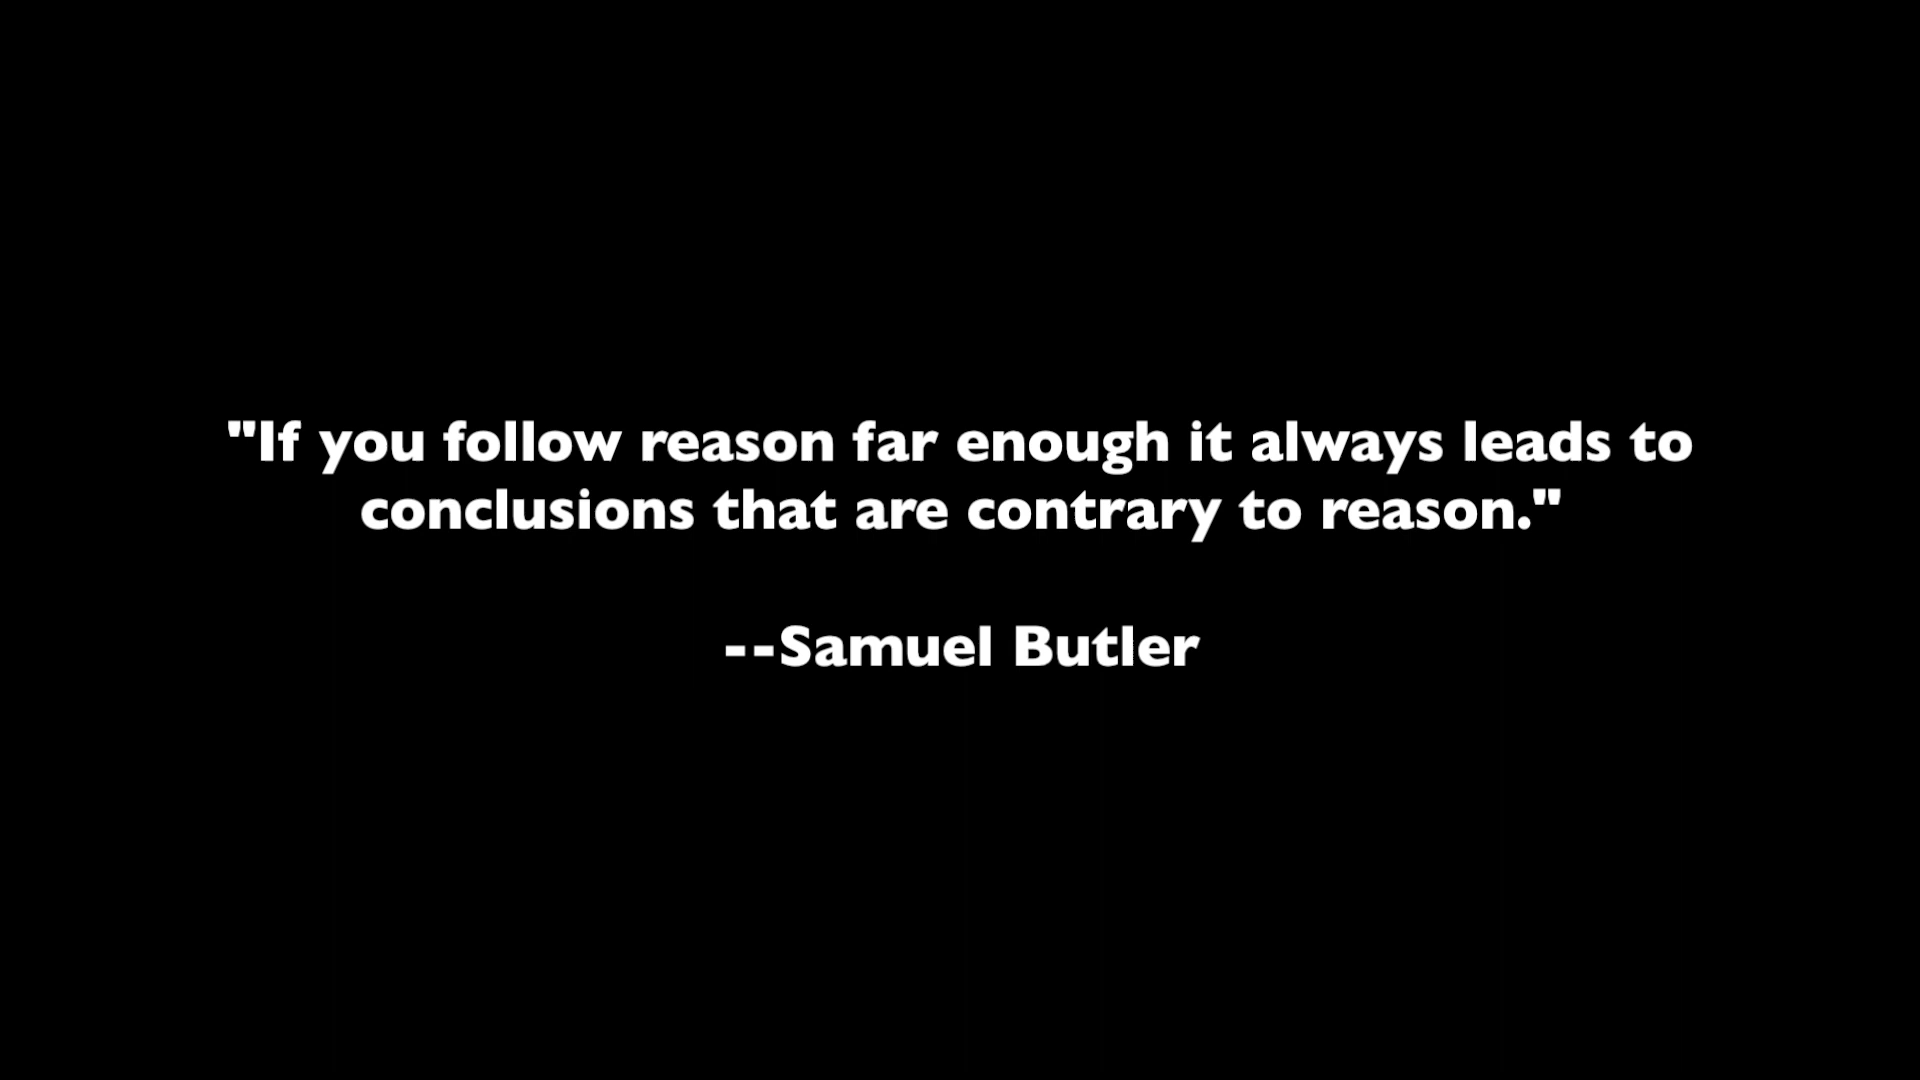 "If you follow reason far enough it always leads to
conclusions that are contrary to reason."
--Samuel Butler